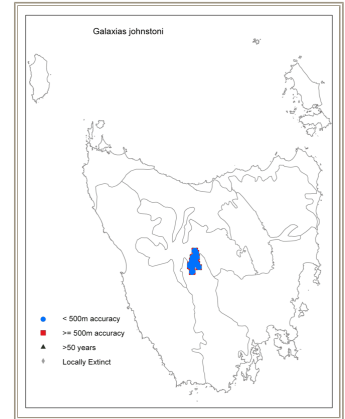 Galaxias johnstoni
< 500m accuracy
>= 500m accuracy
>50 years
Locally Extinct